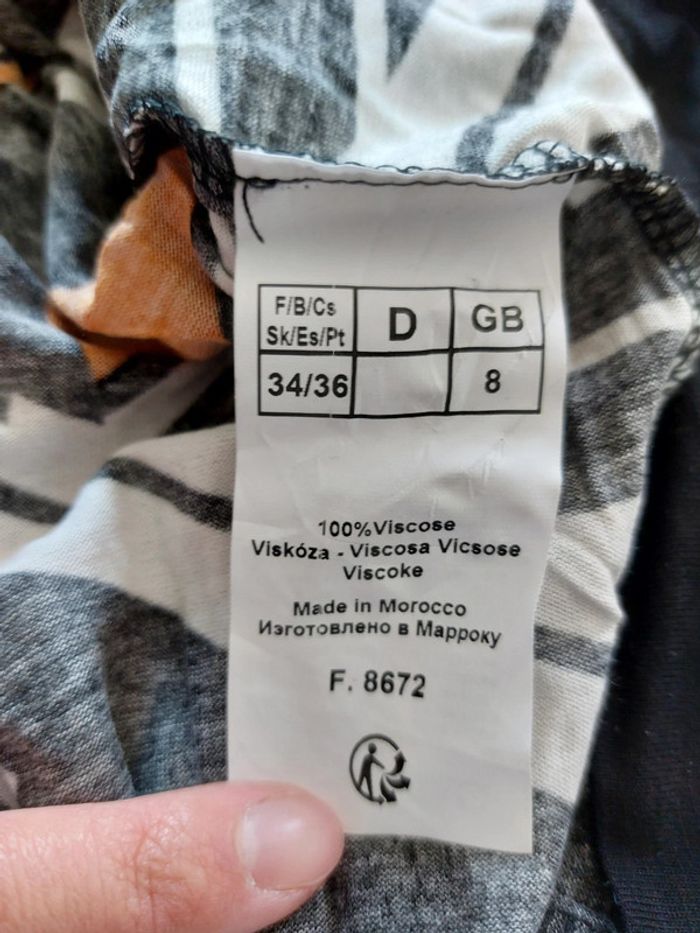 F/B/Cs D GB
Sk/Es/Pt
34/36 8
100%Viscose
Viskóza - Viscosa Vicsose
Viscoke
Made in Morocco
Изготовлено в Марроку
F. 8672